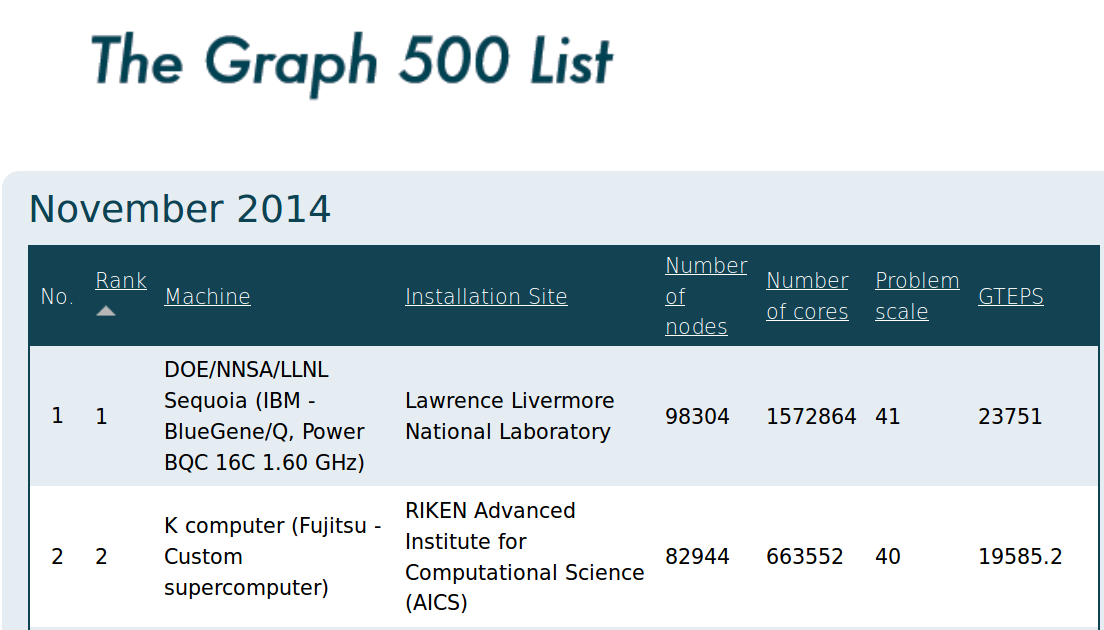 The Graph 500 List
November 2014
No. Rank Machine Installation Site Number of nodes Number of cores Problem scale GTEPS
1 1 DOE/NNSA/LLNL Sequoia (IBM - BlueGene/Q, Power BQC 16C 1.60 GHz) Lawrence Livermore National Laboratory 98304 1572864 41 23751
2 2 K computer (Fujitsu - Custom supercomputer) RIKEN Advanced Institute for Computational Science (AICS) 82944 663552 40 19585.2